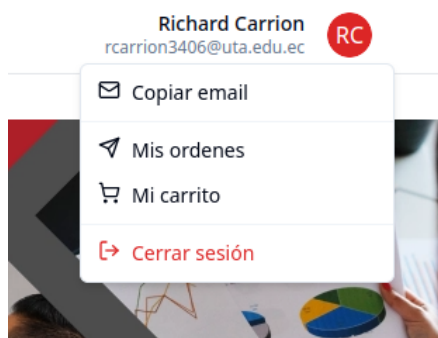 Richard Carrion
rcarrion3406@uta.edu.ec
RC
Copiar email
Mis ordenes
Mi carrito
Cerrar sesión